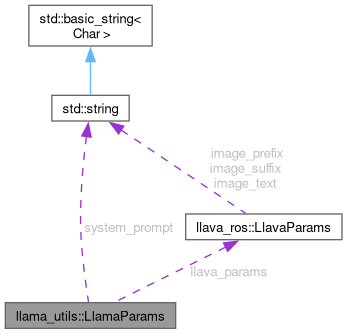 std::basic_string<
Char >
std::string
image_prefix
image_suffix
image_text
system_prompt
llava_ros::LlavaParams
llava_params
llama_utils::LlamaParams